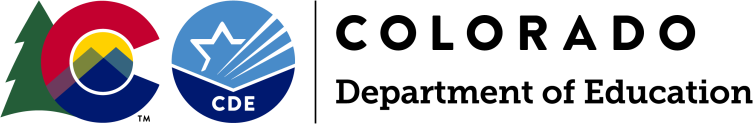 TM
CDE
COLORADO
Department of Education